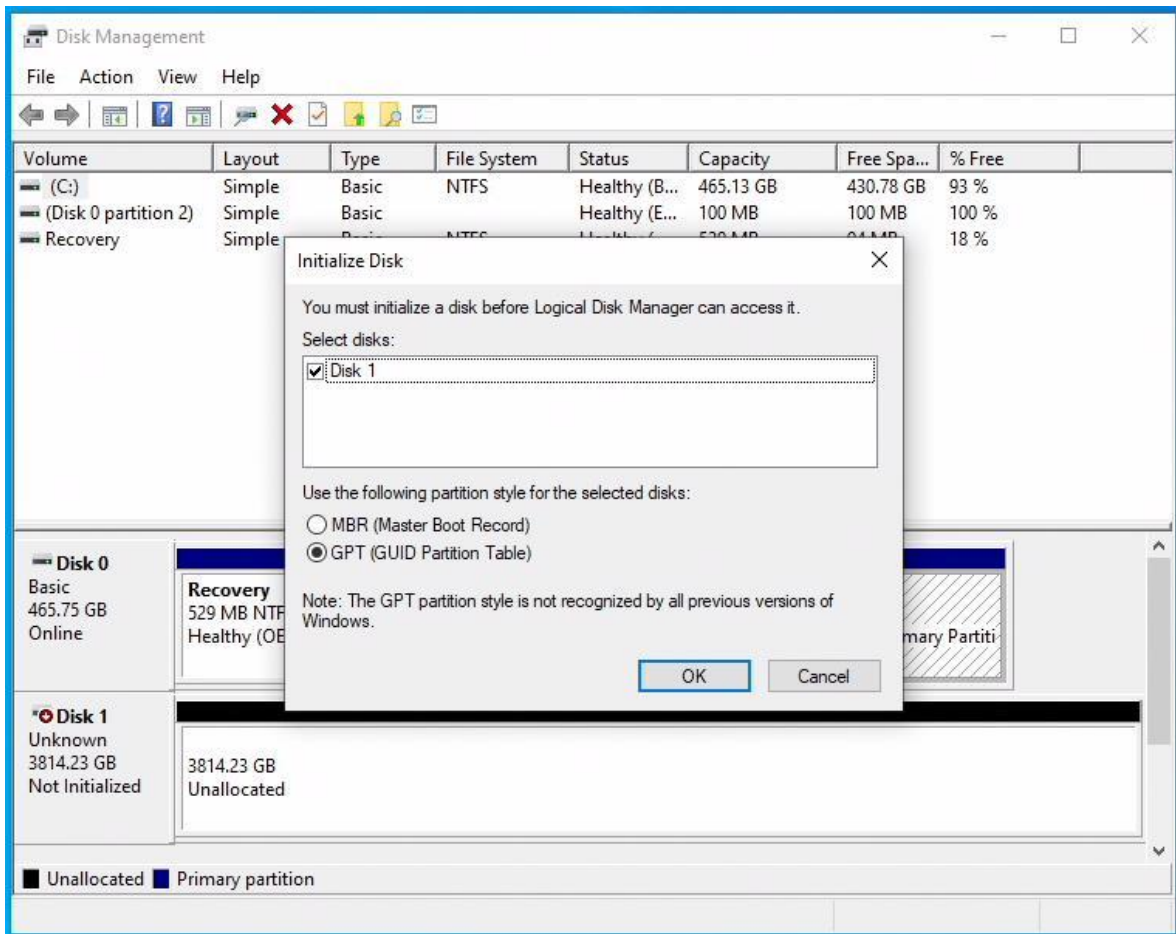 Disk Management
File Action View Help
Volume Layout Type File System Status Capacity Free Spa... % Free
(C:) Simple Basic NTFS Healthy (B... 465.13 GB 430.78 GB 93 %
(Disk 0 partition 2) Simple Basic Healthy (E... 100 MB 100 MB 100 %
Recovery Simple 18 %
Initialize Disk
You must initialize a disk before Logical Disk Manager can access it.
Select disks:
Disk 1
Use the following partition style for the selected disks:
MBR (Master Boot Record)
GPT (GUID Partition Table)
Note: The GPT partition style is not recognized by all previous versions of
Windows.
OK Cancel
Disk 0
Basic
465.75 GB
Online
Recovery
529 MB NTF
Healthy (OE
mary Partiti
Disk 1
Unknown
3814.23 GB
Not Initialized
3814.23 GB
Unallocated
Unallocated Primary partition